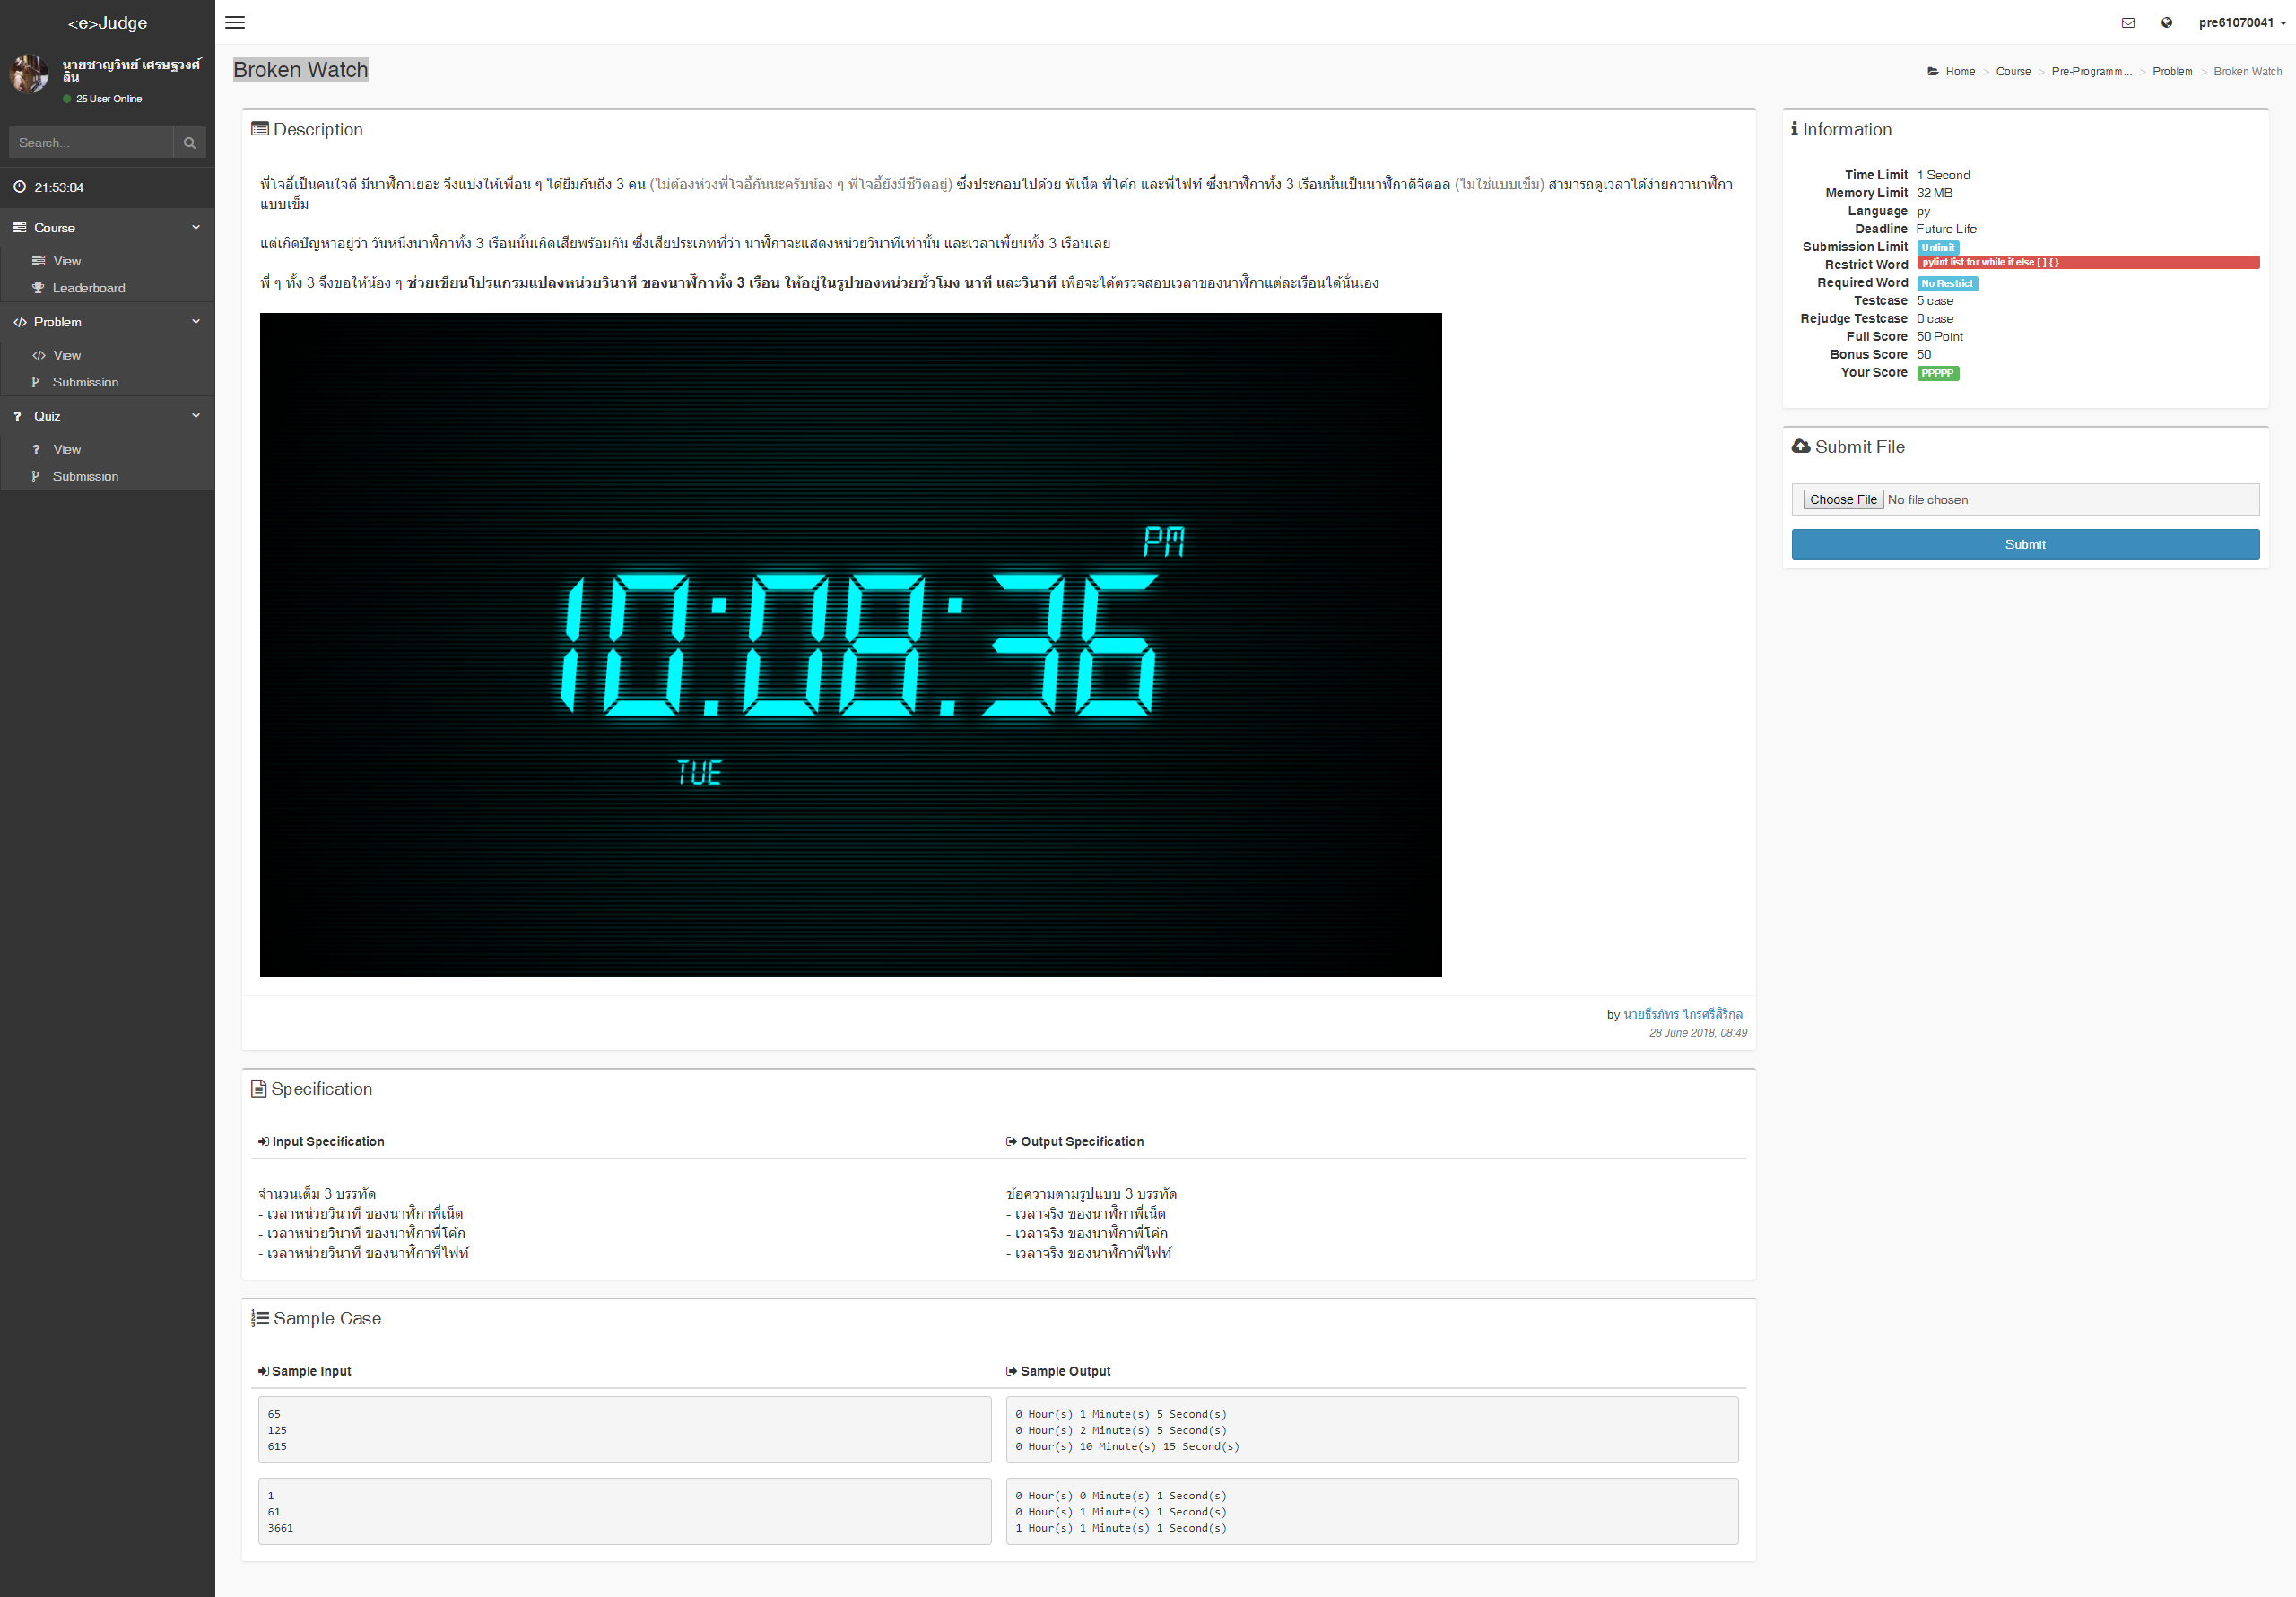 <e>Judge
pre61070041
นายชาญวิทย์ เศรษฐวงศ์
สิน
25 User Online
Search...
21:53:04
Course
View
Leaderboard
Problem
View
Submission
Quiz
View
Submission
Broken Watch
Home > Course > Pre-Programm... > Problem > Broken Watch
Description
พี่โจอี้เป็นคนใจดี มีนาฬิกาเยอะ จึงแบ่งให้เพื่อน ๆ ได้ยืมกันถึง 3 คน (ไม่ต้องห่วงพี่โจอี้กันนะครับน้อง ๆ พี่โจอี้ยังมีชีวิตอยู่) ซึ่งประกอบไปด้วย พี่เน็ต พี่โค้ก และพี่ไฟท์ ซึ่งนาฬิกาทั้ง 3 เรือนนั้นเป็นนาฬิกาดิจิตอล (ไม่ใช่แบบเข็ม) สามารถดูเวลาได้ง่ายกว่านาฬิกา
แบบเข็ม
แต่เกิดปัญหาอยู่ว่า วันหนึ่งนาฬิกาทั้ง 3 เรือนนั้นเกิดเสียพร้อมกัน ซึ่งเสียประเภทที่ว่า นาฬิกาจะแสดงหน่วยวินาทีเท่านั้น และเวลาเพี้ยนทั้ง 3 เรือนเลย
พี่ ๆ ทั้ง 3 จึงขอให้น้อง ๆ ช่วยเขียนโปรแกรมแปลงหน่วยวินาที ของนาฬิกาทั้ง 3 เรือน ให้อยู่ในรูปของหน่วยชั่วโมง นาที และวินาที เพื่อจะได้ตรวจสอบเวลาของนาฬิกาแต่ละเรือนได้นั่นเอง
PM
10:08:36
TUE
by นายธีรภัทร ไกรศรีสิริกุล
28 June 2018, 08:49
Specification
Input Specification
Output Specification
จำนวนเต็ม 3 บรรทัด
- เวลาหน่วยวินาที ของนาฬิกาพี่เน็ต
- เวลาหน่วยวินาที ของนาฬิกาพี่โค้ก
- เวลาหน่วยวินาที ของนาฬิกาพี่ไฟท์
ข้อความตามรูปแบบ 3 บรรทัด
- เวลาจริง ของนาฬิกาพี่เน็ต
- เวลาจริง ของนาฬิกาพี่โค้ก
- เวลาจริง ของนาฬิกาพี่ไฟท์
Sample Case
Sample Input
Sample Output
65
125
615
0 Hour(s) 1 Minute(s) 5 Second(s)
0 Hour(s) 2 Minute(s) 5 Second(s)
0 Hour(s) 10 Minute(s) 15 Second(s)
1
61
3661
0 Hour(s) 0 Minute(s) 1 Second(s)
0 Hour(s) 1 Minute(s) 1 Second(s)
1 Hour(s) 1 Minute(s) 1 Second(s)
Information
Time Limit 1 Second
Memory Limit 32 MB
Language py
Deadline Future Life
Submission Limit Unlimit
Restrict Word pylint list for while if else [ ] { }
Required Word No Restrict
Testcase 5 case
Rejudge Testcase 0 case
Full Score 50 Point
Bonus Score 50
Your Score PPPPP
Submit File
Choose File No file chosen
Submit